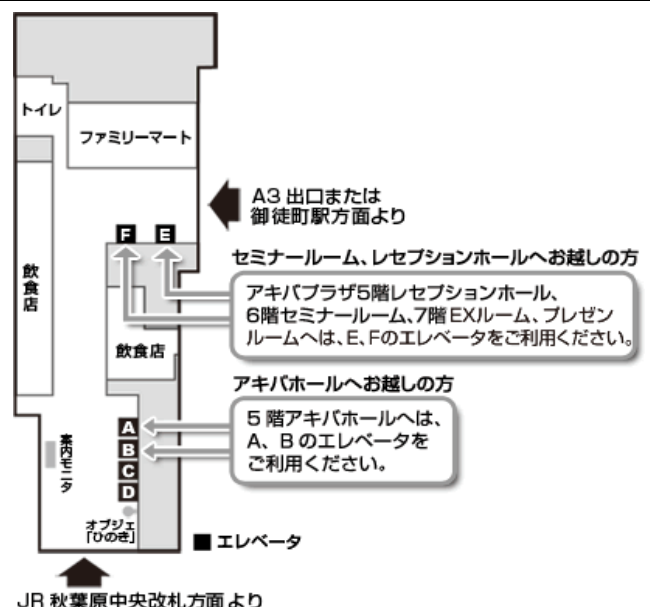 トイレ
ファミリーマート
A3 出口または
御徒町駅方面より
F
E
セミナールーム、レセプションホールへお越しの方
アキバプラザ5階レセプションホール、
6階セミナールーム、7階EXルーム、プレゼン
ルームへは、E、Fのエレベータをご利用ください。
飲食店
飲食店
アキバホールへお越しの方
5 階アキバホールへは、
A、B のエレベータを
ご利用ください。
A
B
C
D
案内モニタ
オブジェ
「ひのき」
■ エレベータ
JR 秋葉原中央改札方面より